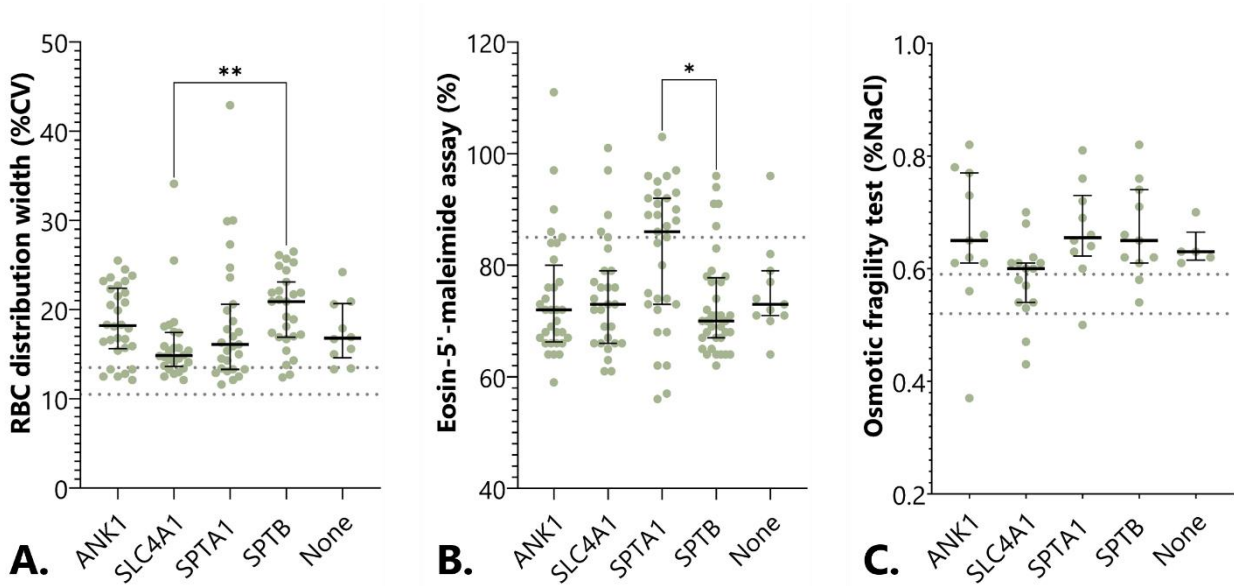 RBC distribution width (%CV)
50
40
30
20
10
0
**
ANK1
SLC4A1
SPTA1
SPTB
None
A.
Eosin-5'-maleimide assay (%)
120
100
80
60
40
*
ANK1
SLC4A1
SPTA1
SPTB
None
B.
Osmotic fragility test (%NaCl)
1.0
0.8
0.6
0.4
0.2
ANK1
SLC4A1
SPTA1
SPTB
None
C.